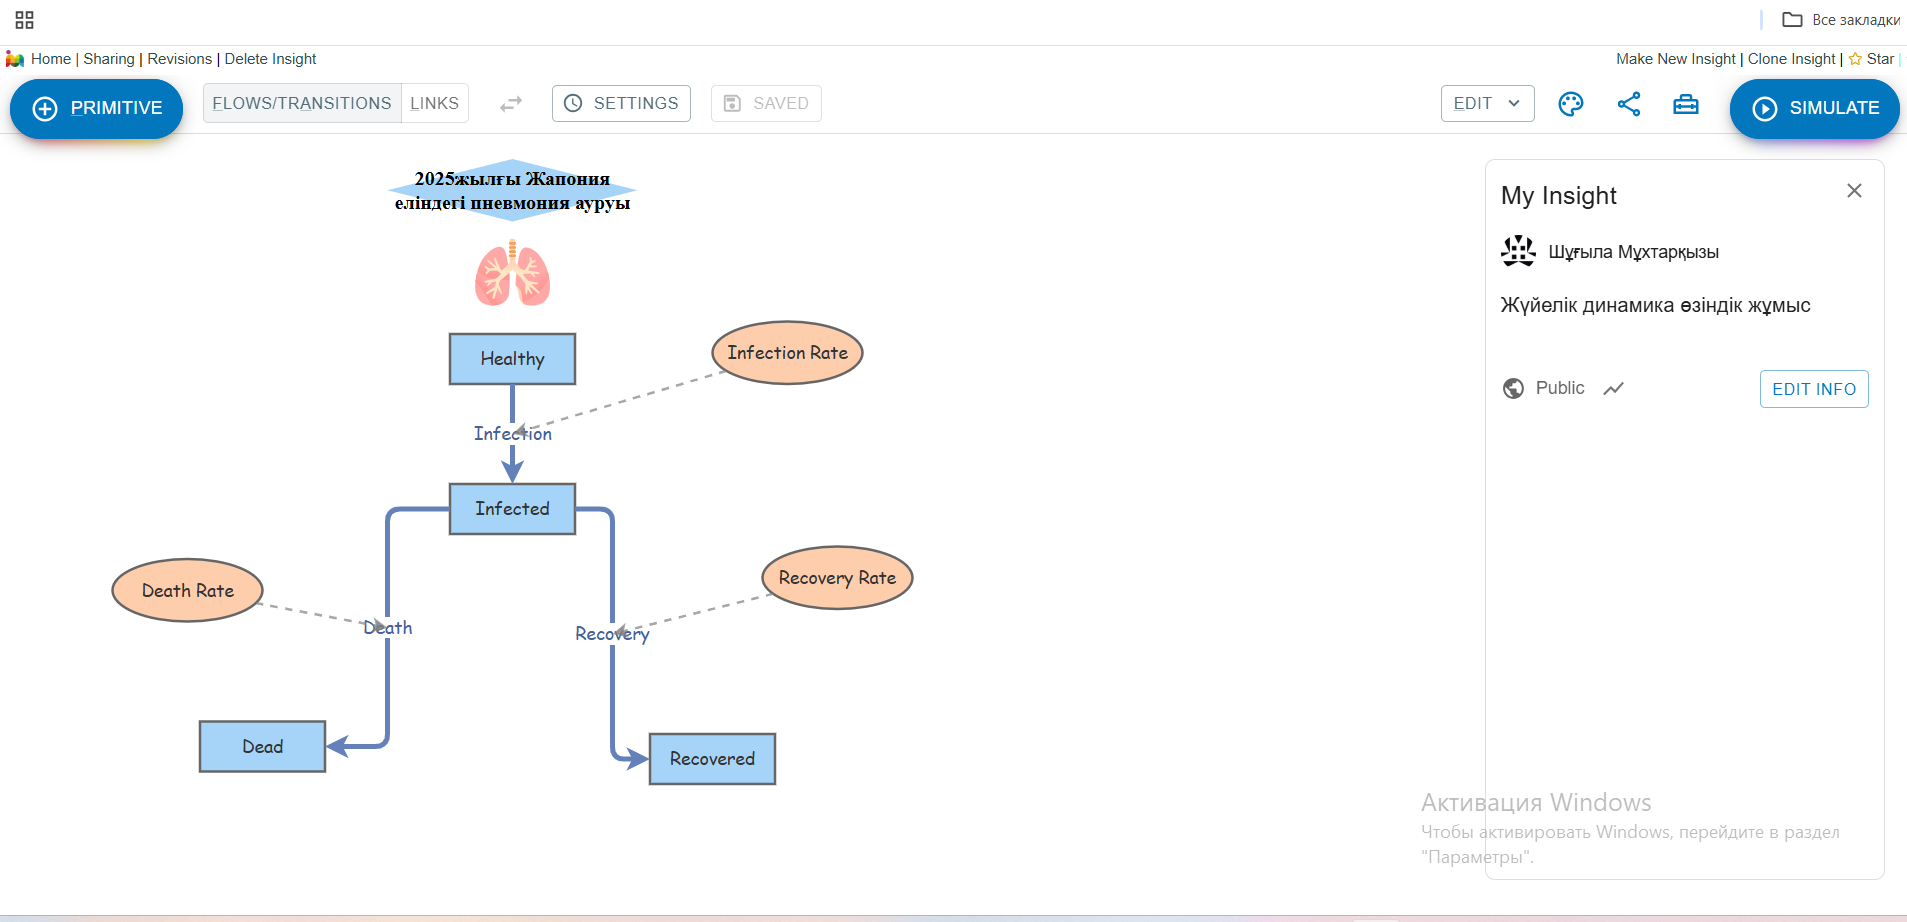 Все закладки
Home | Sharing | Revisions | Delete Insight
Make New Insight | Clone Insight | Star
PRIMITIVE
FLOWS/TRANSITIONS
LINKS
SETTINGS
SAVED
EDIT
SIMULATE
2025жылғы Жапония
еліндегі пневмония ауруы
My Insight
Шұғыла Мұхтарқызы
Жүйелік динамика өзіндік жұмыс
Public
EDIT INFO
Healthy
Infection Rate
Infection
Infected
Death Rate
Recovery Rate
Death
Recovery
Dead
Recovered
Активация Windows
Чтобы активировать Windows, перейдите в раздел
"Параметры".